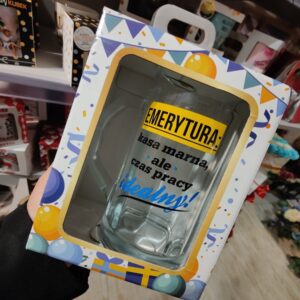 EMERYTURA:
kasa marna,
ale
czas pracy
idealny!